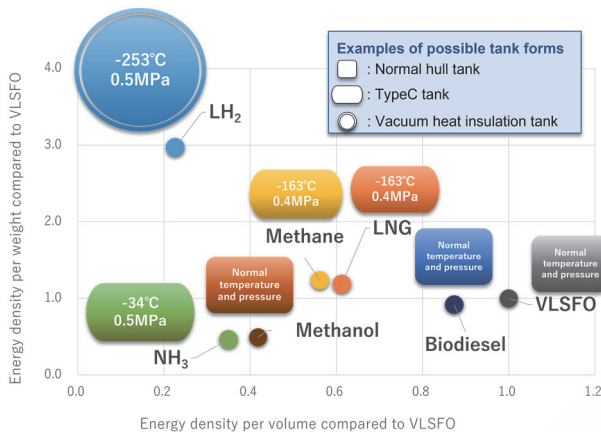 Energy density per weight compared to VLSFO
4.0
3.0
2.0
1.0
0.0
0.0
0.2
0.4
0.6
0.8
1.0
1.2
Energy density per volume compared to VLSFO
Examples of possible tank forms
: Normal hull tank
: TypeC tank
: Vacuum heat insulation tank
-253℃
0.5MPa
LH₂
-163℃
0.4MPa
Methane
-163℃
0.4MPa
LNG
Normal
temperature
and pressure
Methanol
-34℃
0.5MPa
NH₃
Normal
temperature
and pressure
Biodiesel
Normal
temperature
and pressure
VLSFO